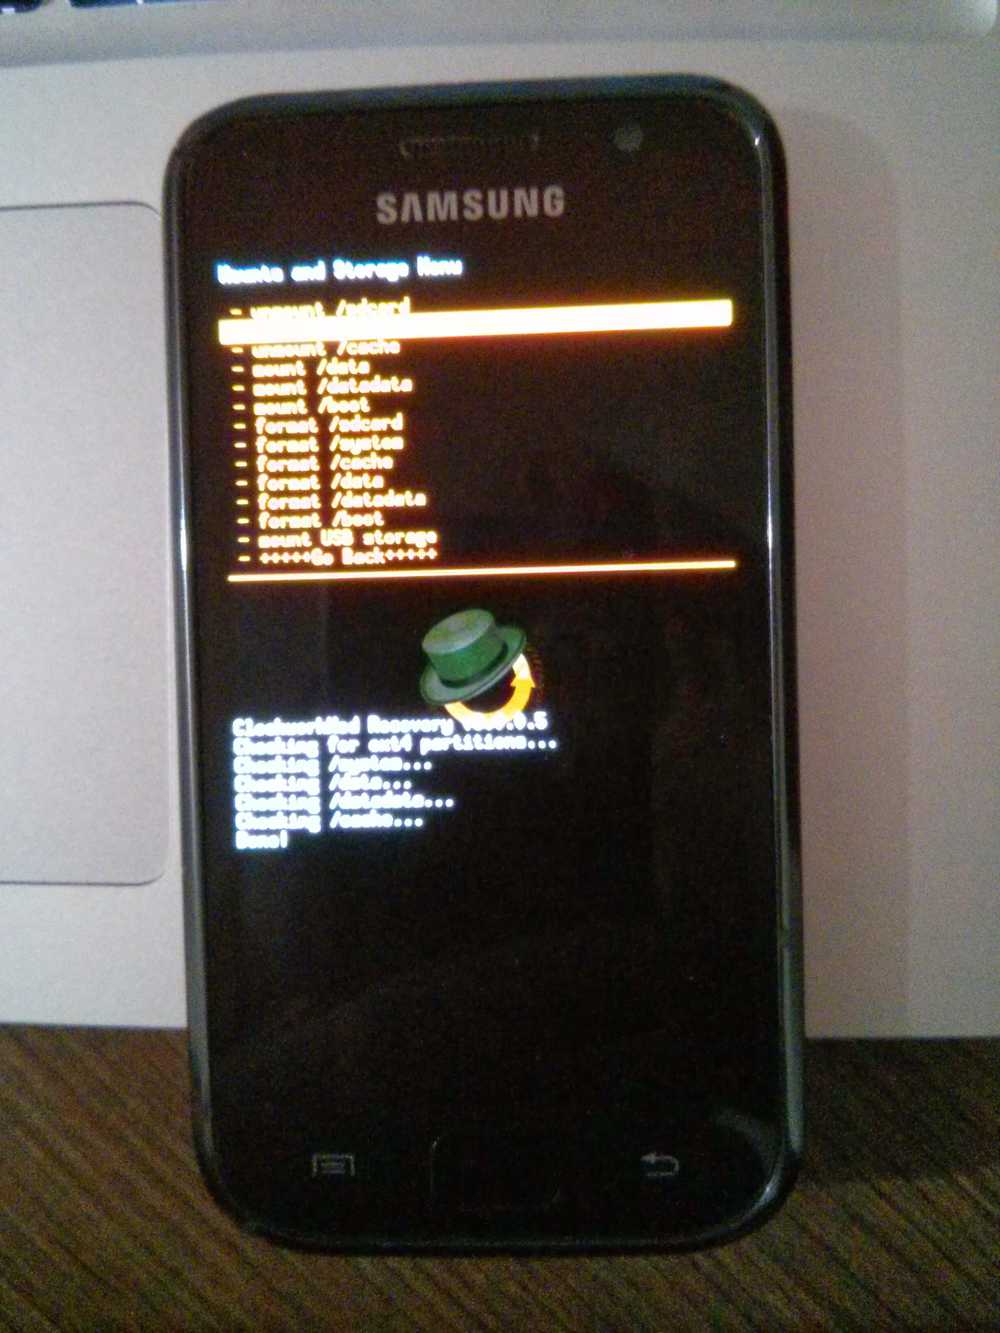 SAMSUNG
Mounts and Storage Menu
- unmount /sdcard
- unmount /cache
- mount /data
- mount /datadata
- mount /boot
- format /sdcard
- format /system
- format /cache
- format /data
- format /datadata
- format /boot
- mount USB storage
- +++++Go Back+++++
ClockworkMod Recovery
Checking for ext4 partitions...
Checking /system...
Checking /data...
Checking /datadata...
Checking /cache...
Done!